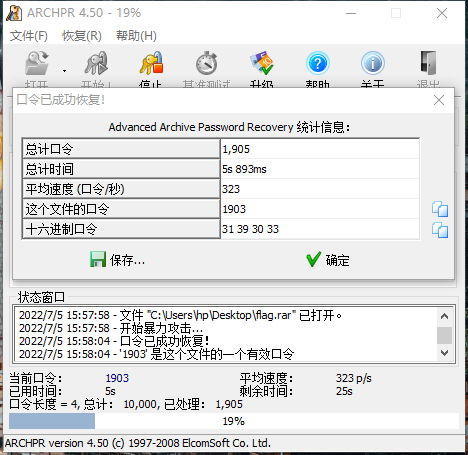 ARCHPR 4.50 - 19%
文件(F) 恢复(R) 帮助(H)
打开... 开始! 停止 基准测试 升级 帮助 关于 退出
口令已成功恢复!
Advanced Archive Password Recovery 统计信息:
总计口令 1,905
总计时间 5s 893ms
平均速度 (口令/秒) 323
这个文件的口令 1903
十六进制口令 31 39 30 33
保存... 确定
状态窗口
2022/7/5 15:57:58 - 文件 "C:\Users\hp\Desktop\flag.rar" 已打开。
2022/7/5 15:57:58 - 开始暴力攻击...
2022/7/5 15:58:04 - 口令已成功恢复!
2022/7/5 15:58:04 - '1903' 是这个文件的一个有效口令
当前口令: 1903 平均速度: 323 p/s
已用时间: 5s 剩余时间: 25s
口令长度 = 4, 总计: 10,000, 已处理: 1,905
19%
ARCHPR version 4.50 (c) 1997-2008 ElcomSoft Co. Ltd.